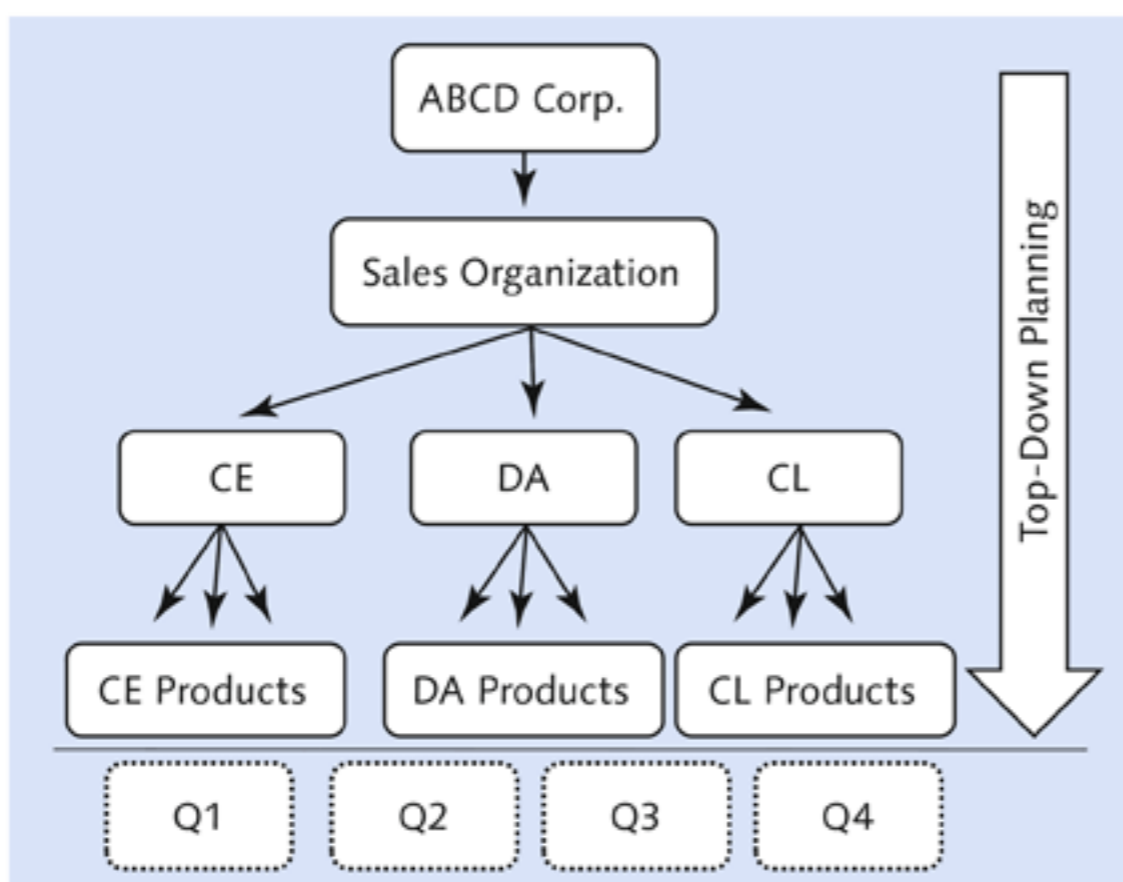 ABCD Corp.
Sales Organization
CE
DA
CL
CE Products
DA Products
CL Products
Q1
Q2
Q3
Q4
Top-Down Planning